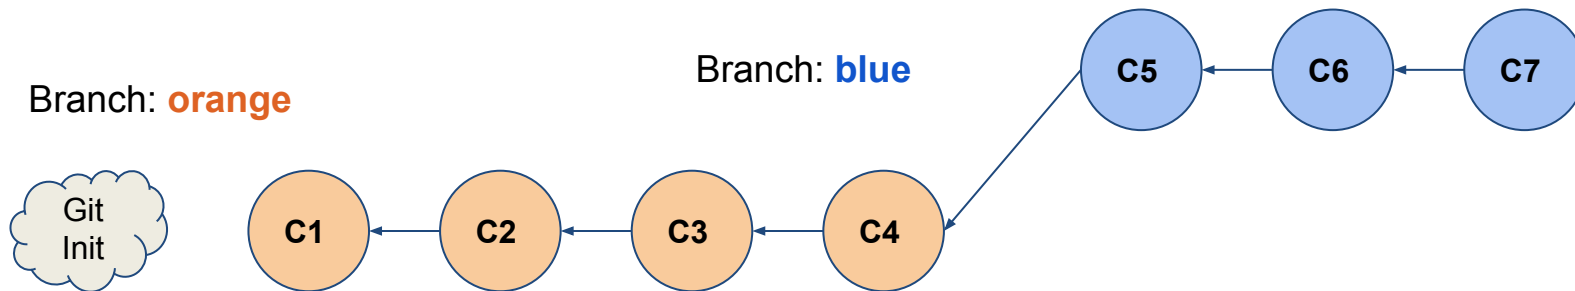 Branch: orange
Branch: blue
C5 C6 C7
Git
Init
C1 C2 C3 C4